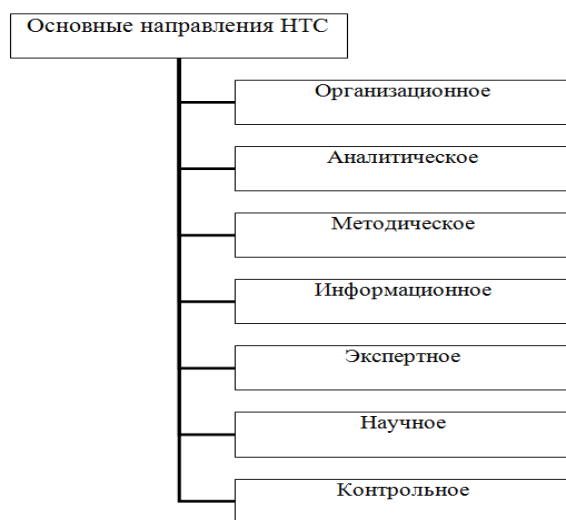 Основные направления НТС
Организационное
Аналитическое
Методическое
Информационное
Экспертное
Научное
Контрольное